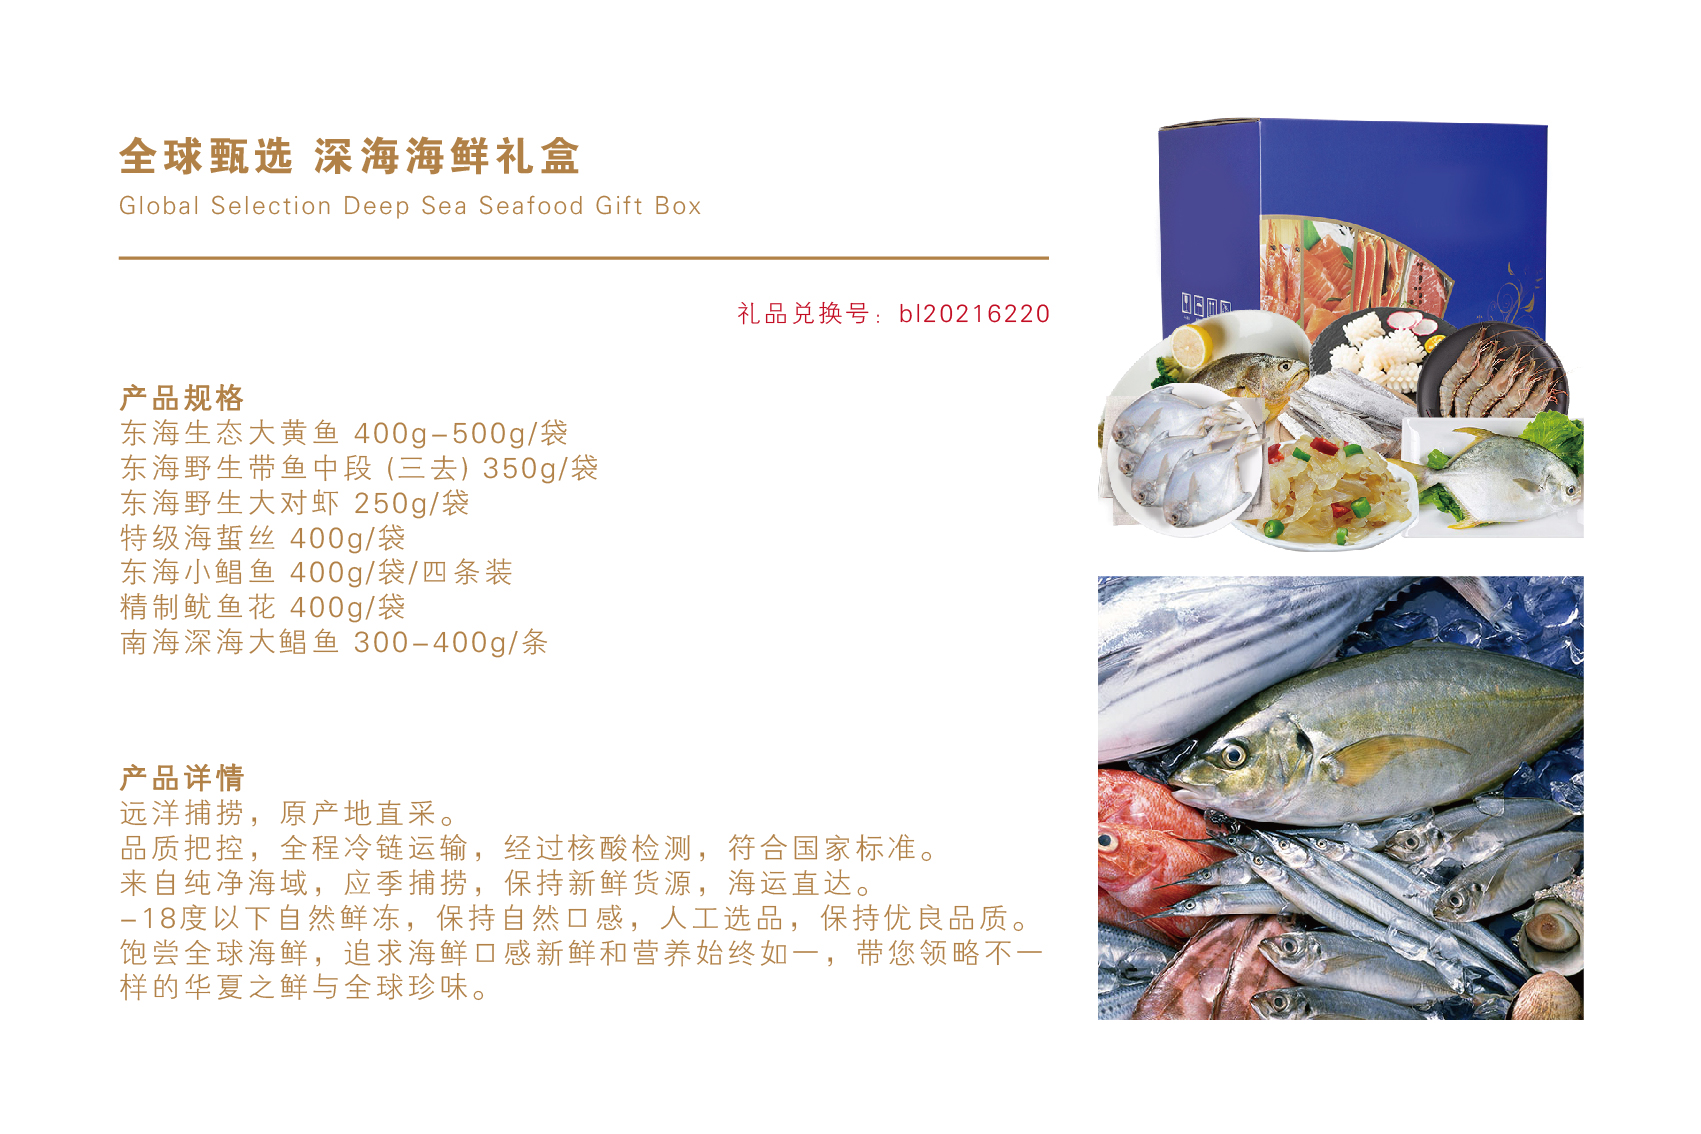 全球甄选 深海海鲜礼盒
Global Selection Deep Sea Seafood Gift Box
礼品兑换号：bl20216220
产品规格
东海生态大黄鱼 400g–500g/袋
东海野生带鱼中段 (三去) 350g/袋
东海野生大对虾 250g/袋
特级海蜇丝 400g/袋
东海小鲳鱼 400g/袋/四条装
精制鱿鱼花 400g/袋
南海深海大鲳鱼 300–400g/条
产品详情
远洋捕捞，原产地直采。
品质把控，全程冷链运输，经过核酸检测，符合国家标准。
来自纯净海域，应季捕捞，保持新鲜货源，海运直达。
–18度以下自然鲜冻，保持自然口感，人工选品，保持优良品质。
饱尝全球海鲜，追求海鲜口感新鲜和营养始终如一，带您领略不一
样的华夏之鲜与全球珍味。